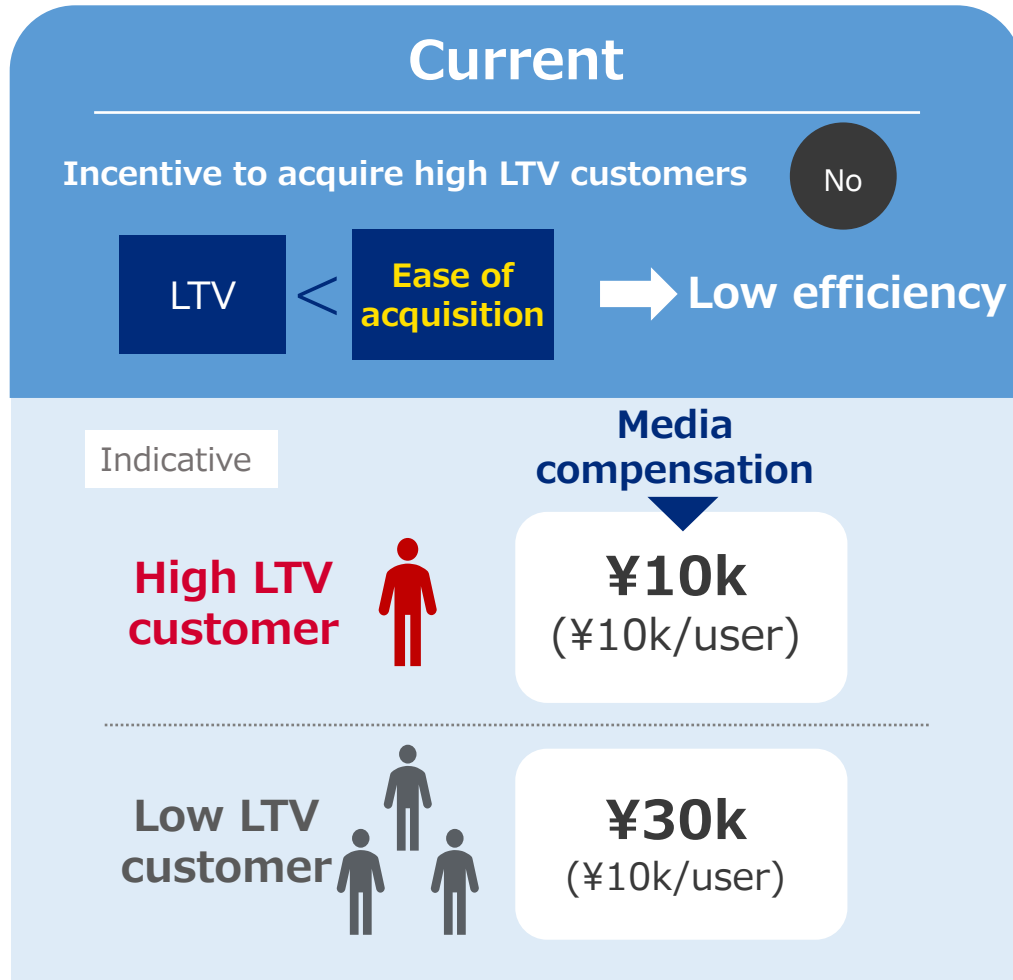 Current
Incentive to acquire high LTV customers
No
LTV
<
Ease of
acquisition
Low efficiency
Indicative
Media
compensation
High LTV
customer
¥10k
(¥10k/user)
Low LTV
customer
¥30k
(¥10k/user)